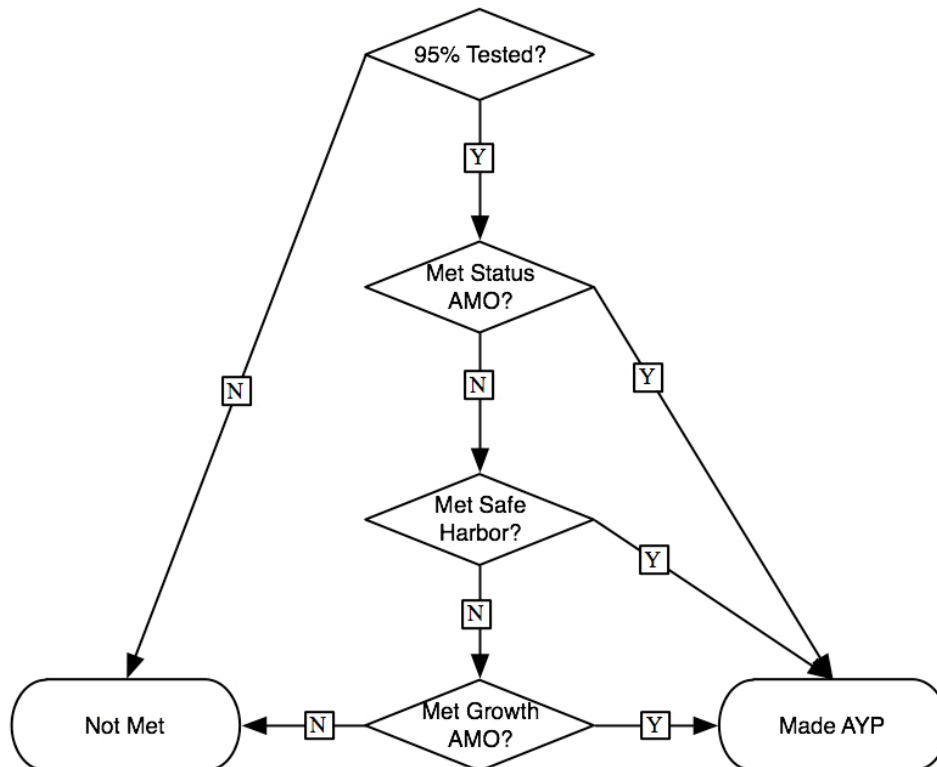 95% Tested?
Y
Met Status
AMO?
N
Y
N
Met Safe
Harbor?
Y
N
Not Met
N
Met Growth
AMO?
Y
Made AYP